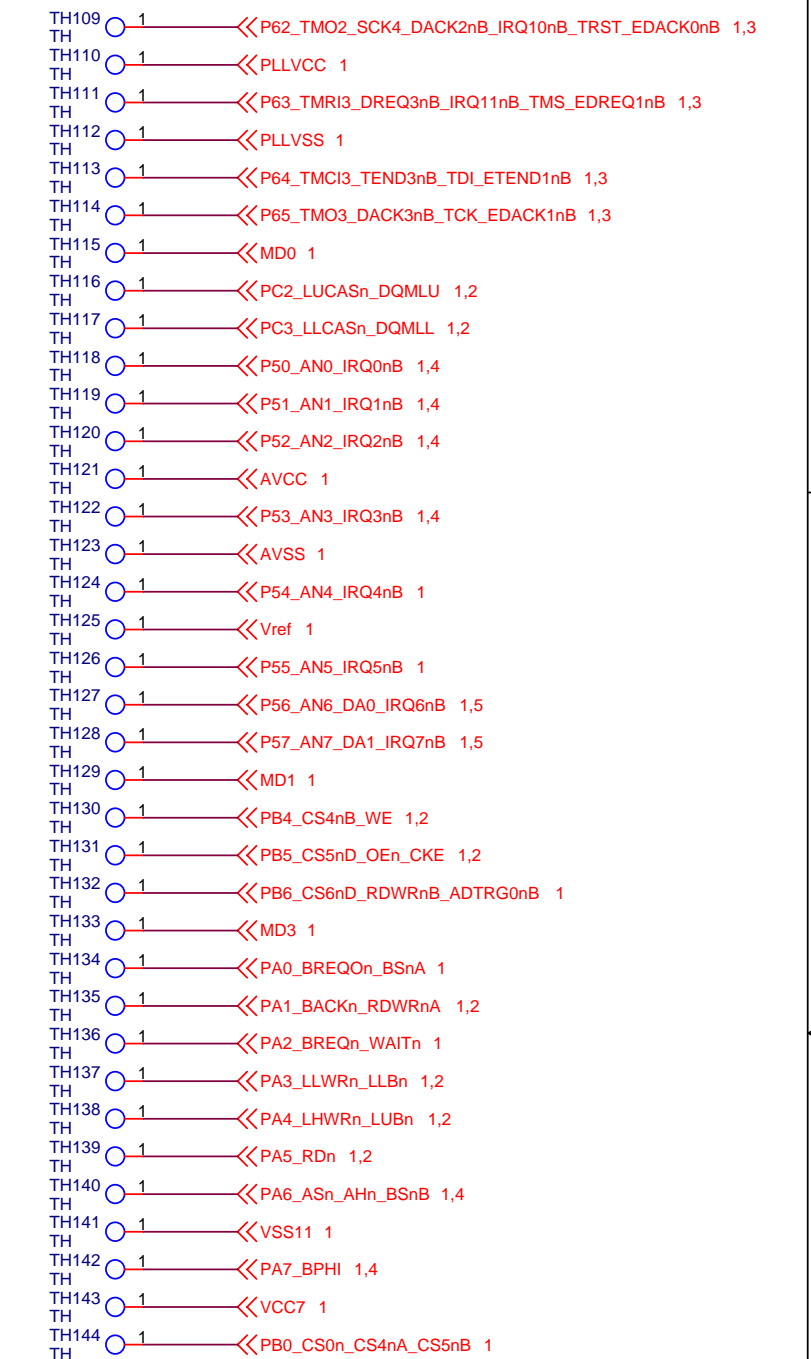 TH109 1 P62_TMO2_SCK4_DACK2nB_IRQ10nB_TRST_EDACK0nB 1,3
TH
TH110 1 PLLVCC 1
TH
TH111 1 P63_TMRI3_DREQ3nB_IRQ11nB_TMS_EDREQ1nB 1,3
TH
TH112 1 PLLVSS 1
TH
TH113 1 P64_TMCI3_TEND3nB_TDI_ETEND1nB 1,3
TH
TH114 1 P65_TMO3_DACK3nB_TCK_EDACK1nB 1,3
TH
TH115 1 MD0 1
TH
TH116 1 PC2_LUCASn_DQMLU 1,2
TH
TH117 1 PC3_LLCASn_DQMLL 1,2
TH
TH118 1 P50_AN0_IRQ0nB 1,4
TH
TH119 1 P51_AN1_IRQ1nB 1,4
TH
TH120 1 P52_AN2_IRQ2nB 1,4
TH
TH121 1 AVCC 1
TH
TH122 1 P53_AN3_IRQ3nB 1,4
TH
TH123 1 AVSS 1
TH
TH124 1 P54_AN4_IRQ4nB 1
TH
TH125 1 Vref 1
TH
TH126 1 P55_AN5_IRQ5nB 1
TH
TH127 1 P56_AN6_DA0_IRQ6nB 1,5
TH
TH128 1 P57_AN7_DA1_IRQ7nB 1,5
TH
TH129 1 MD1 1
TH
TH130 1 PB4_CS4nB_WE 1,2
TH
TH131 1 PB5_CS5nD_OEn_CKE 1,2
TH
TH132 1 PB6_CS6nD_RDWRnB_ADTRG0nB 1
TH
TH133 1 MD3 1
TH
TH134 1 PA0_BREQOn_BSnA 1
TH
TH135 1 PA1_BACKn_RDWRnA 1,2
TH
TH136 1 PA2_BREQn_WAITn 1
TH
TH137 1 PA3_LLWRn_LLBn 1,2
TH
TH138 1 PA4_LHWRn_LUBn 1,2
TH
TH139 1 PA5_RDn 1,2
TH
TH140 1 PA6_ASn_AHn_BSnB 1,4
TH
TH141 1 VSS11 1
TH
TH142 1 PA7_BPHI 1,4
TH
TH143 1 VCC7 1
TH
TH144 1 PB0_CS0n_CS4nA_CS5nB 1
TH